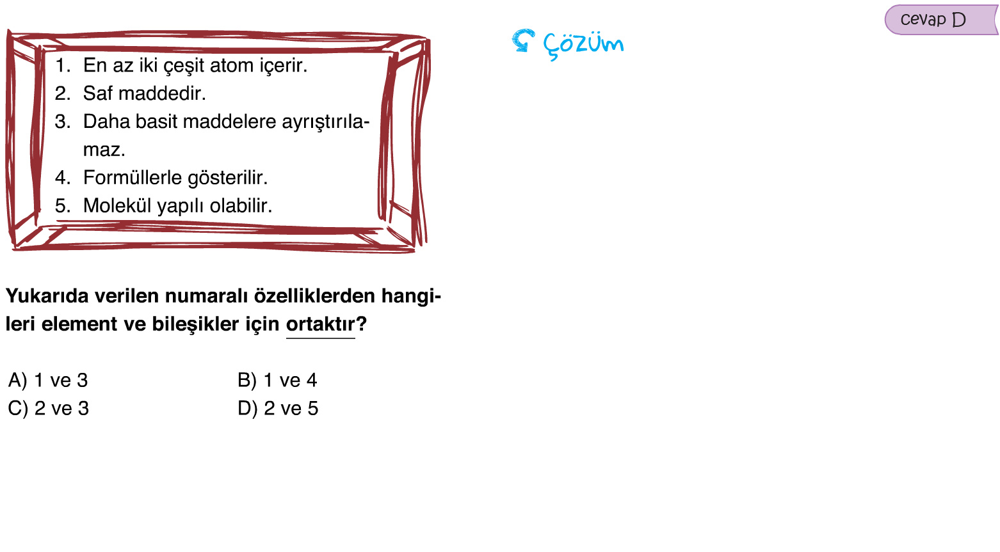 cevap D
Çözüm
1. En az iki çeşit atom içerir.
2. Saf maddedir.
3. Daha basit maddelere ayrıştırıla-
maz.
4. Formüllerle gösterilir.
5. Molekül yapılı olabilir.
Yukarıda verilen numaralı özelliklerden hangi-
leri element ve bileşikler için ortaktır?
A) 1 ve 3
B) 1 ve 4
C) 2 ve 3
D) 2 ve 5